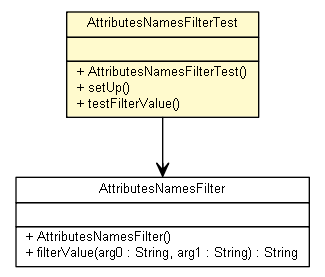 AttributesNamesFilterTest
+ AttributesNamesFilterTest()
+ setUp()
+ testFilterValue()
AttributesNamesFilter
+ AttributesNamesFilter()
+ filterValue(arg0 : String, arg1 : String) : String